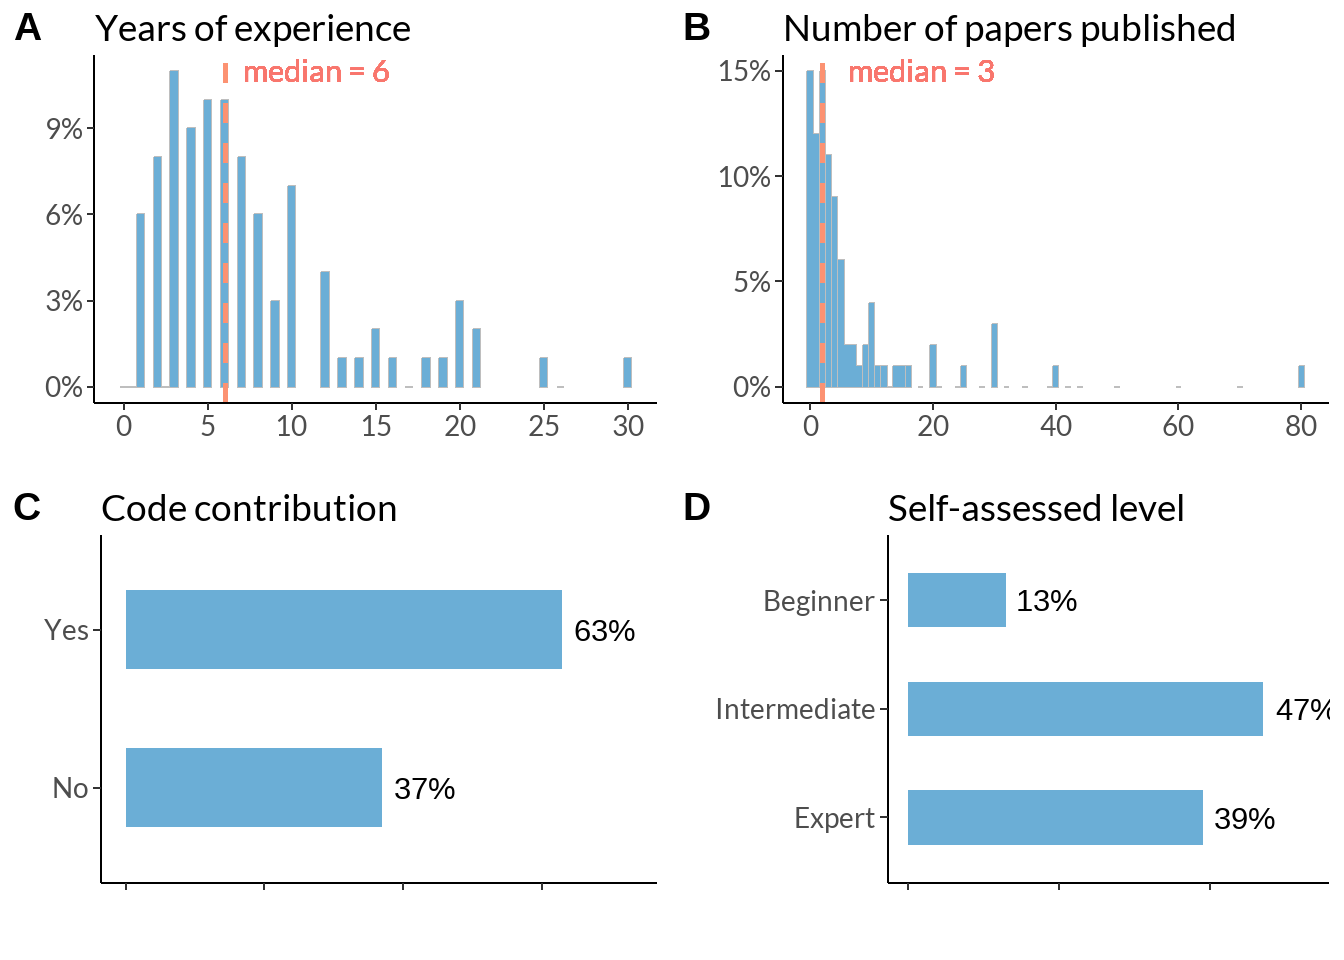 A Years of experience
median = 6
9%
6%
3%
0%
0 5 10 15 20 25 30
B Number of papers published
median = 3
15%
10%
5%
0%
0 20 40 60 80
C Code contribution
Yes 63%
No 37%
D Self-assessed level
Beginner 13%
Intermediate 47%
Expert 39%